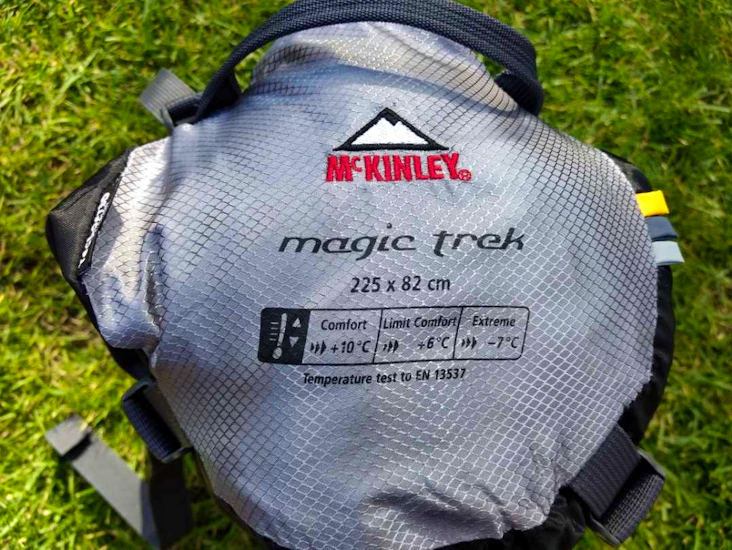 McKINLEY®
magic trek
225 x 82 cm
Comfort Limit Comfort Extreme
+10°C +6°C -7°C
Temperature test to EN 13537